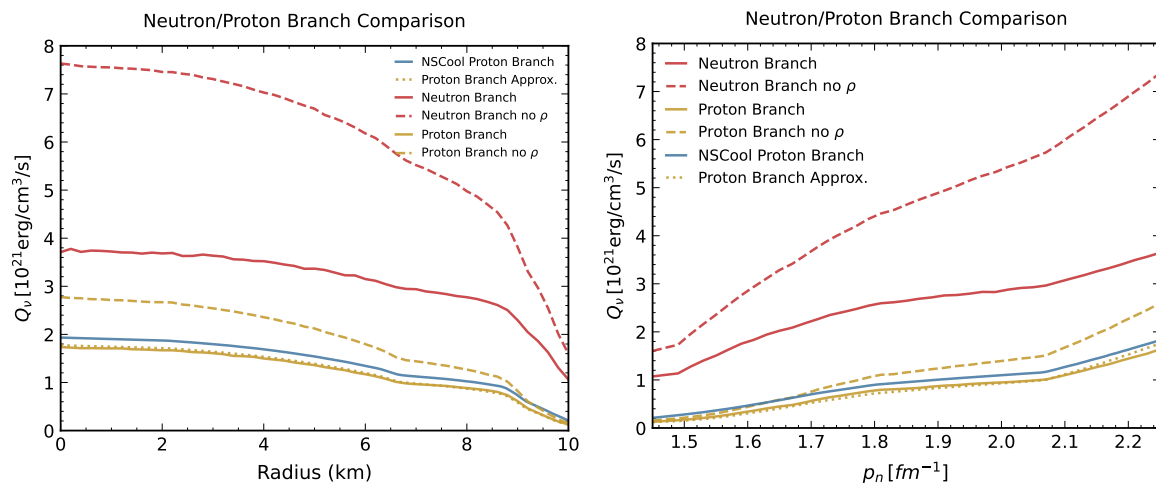 Neutron/Proton Branch Comparison
8
7
6
5
4
3
2
1
0
Q_ν [10^21 erg/cm^3/s]
NSCool Proton Branch
Proton Branch Approx.
Neutron Branch
Neutron Branch no ρ
Proton Branch
Proton Branch no ρ
0 2 4 6 8 10
Radius (km)
Neutron/Proton Branch Comparison
8
7
6
5
4
3
2
1
0
Q_ν [10^21 erg/cm^3/s]
Neutron Branch
Neutron Branch no ρ
Proton Branch
Proton Branch no ρ
NSCool Proton Branch
Proton Branch Approx.
1.5 1.6 1.7 1.8 1.9 2.0 2.1 2.2
p_n [fm^−1]